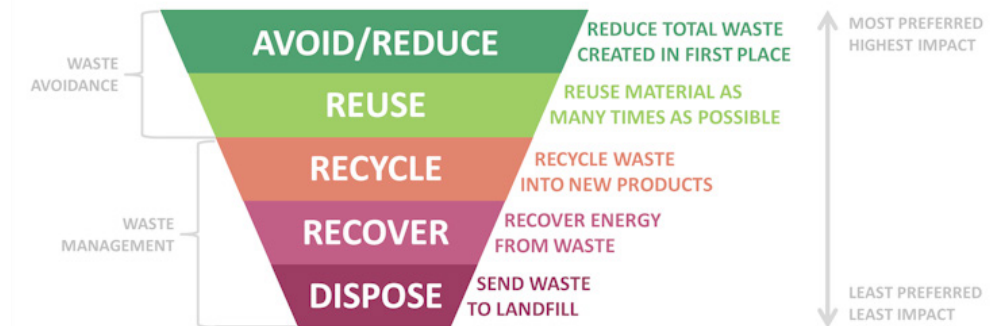 WASTE
AVOIDANCE
AVOID/REDUCE
REDUCE TOTAL WASTE
CREATED IN FIRST PLACE
MOST PREFERRED
HIGHEST IMPACT
REUSE
REUSE MATERIAL AS
MANY TIMES AS POSSIBLE
WASTE
MANAGEMENT
RECYCLE
RECYCLE WASTE
INTO NEW PRODUCTS
RECOVER
RECOVER ENERGY
FROM WASTE
DISPOSE
SEND WASTE
TO LANDFILL
LEAST PREFERRED
LEAST IMPACT